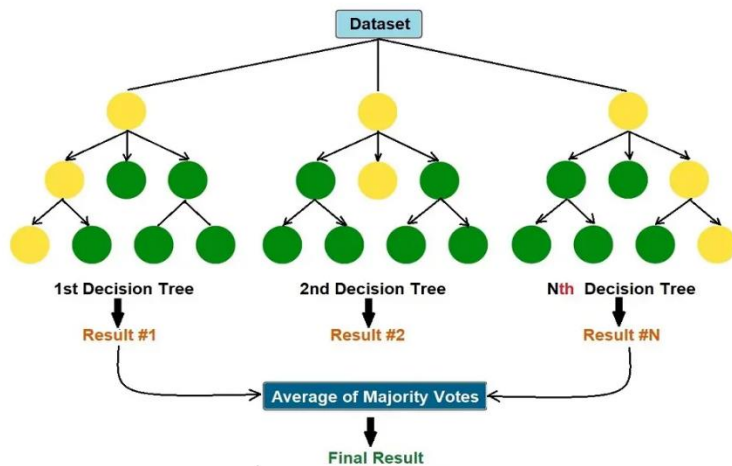 Dataset
1st Decision Tree
2nd Decision Tree
Nth Decision Tree
Result #1
Result #2
Result #N
Average of Majority Votes
Final Result